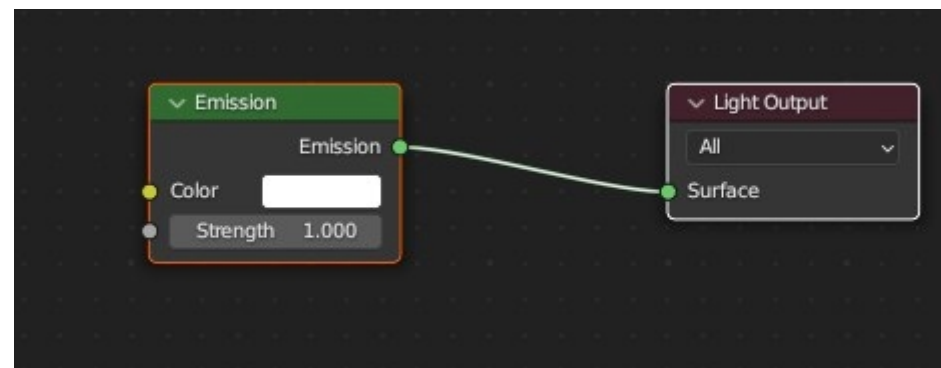 Emission
Emission
Color
Strength 1.000
Light Output
All
Surface